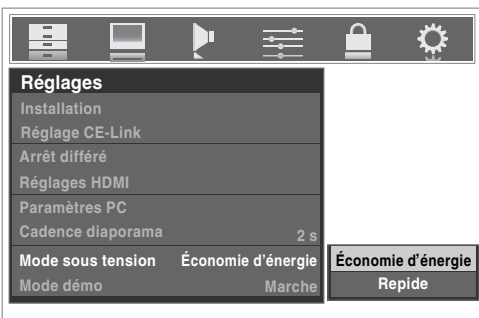 Réglages
Installation
Réglage CE-Link
Arrêt différé
Réglages HDMI
Paramètres PC
Cadence diaporama 2 s
Mode sous tension Économie d'énergie Économie d'énergie
Mode démo Marche Repide